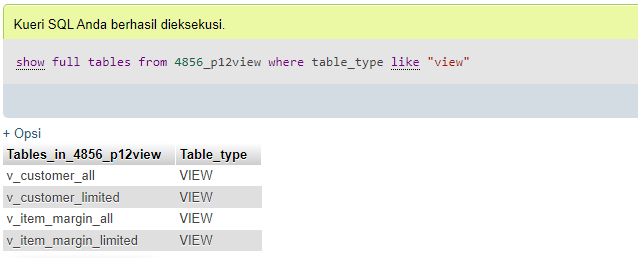 Kueri SQL Anda berhasil dieksekusi.
show full tables from 4856_p12view where table_type like "view"
+ Opsi
Tables_in_4856_p12view Table_type
v_customer_all VIEW
v_customer_limited VIEW
v_item_margin_all VIEW
v_item_margin_limited VIEW